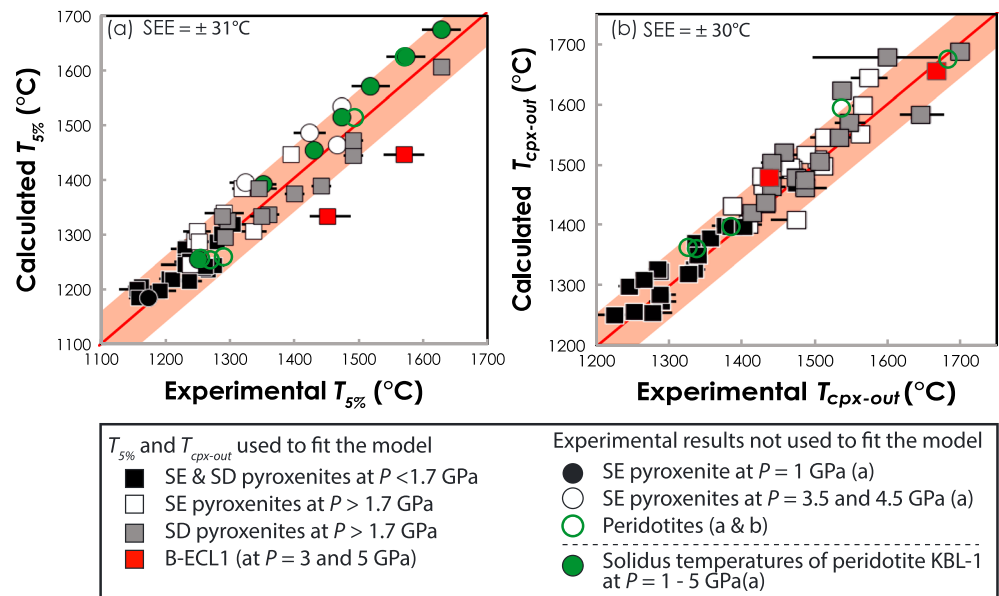 (a) SEE = ± 31°C
1700
1600
1500
1400
1300
1200
1100
Calculated T5% (°C)
1100 1200 1300 1400 1500 1600 1700
Experimental T5% (°C)
(b) SEE = ± 30°C
1700
1600
1500
1400
1300
1200
Calculated Tcpx-out (°C)
1200 1300 1400 1500 1600 1700
Experimental Tcpx-out (°C)
T5% and Tcpx-out used to fit the model
SE & SD pyroxenites at P <1.7 GPa
SE pyroxenites at P > 1.7 GPa
SD pyroxenites at P > 1.7 GPa
B-ECL1 (at P = 3 and 5 GPa)
Experimental results not used to fit the model
SE pyroxenite at P = 1 GPa (a)
SE pyroxenites at P = 3.5 and 4.5 GPa (a)
Peridotites (a & b)
Solidus temperatures of peridotite KBL-1
at P = 1 - 5 GPa(a)